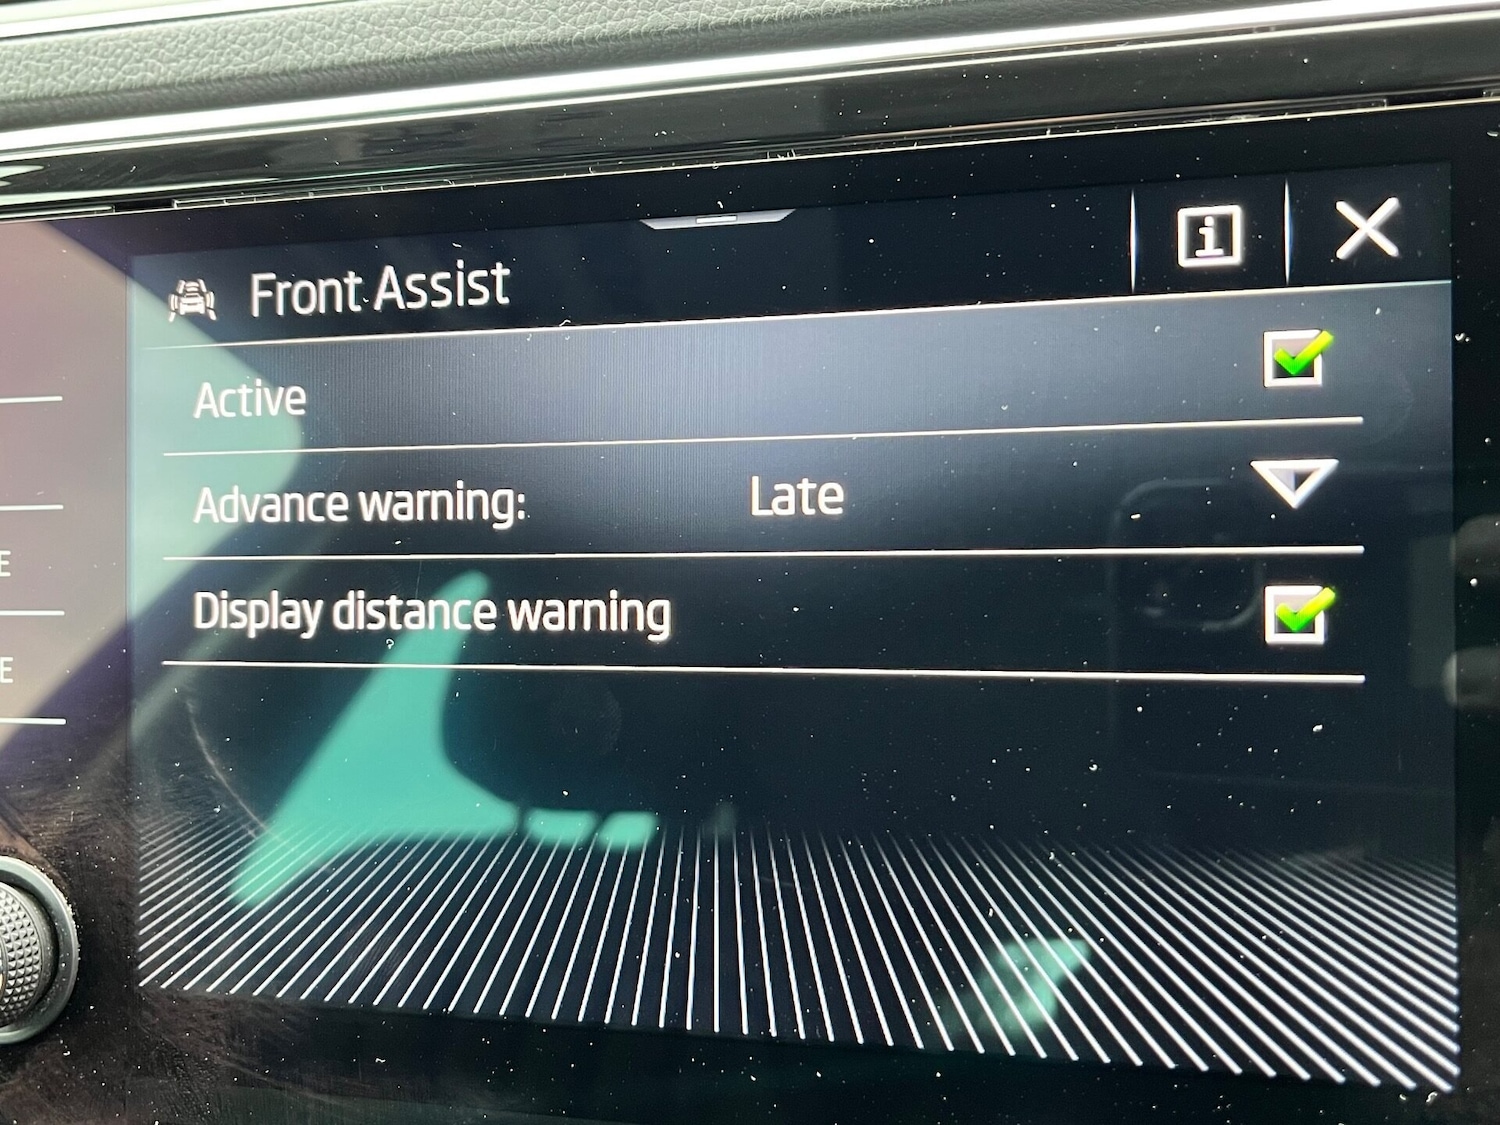 Front Assist
i
Active
Advance warning: Late
E
Display distance warning
E